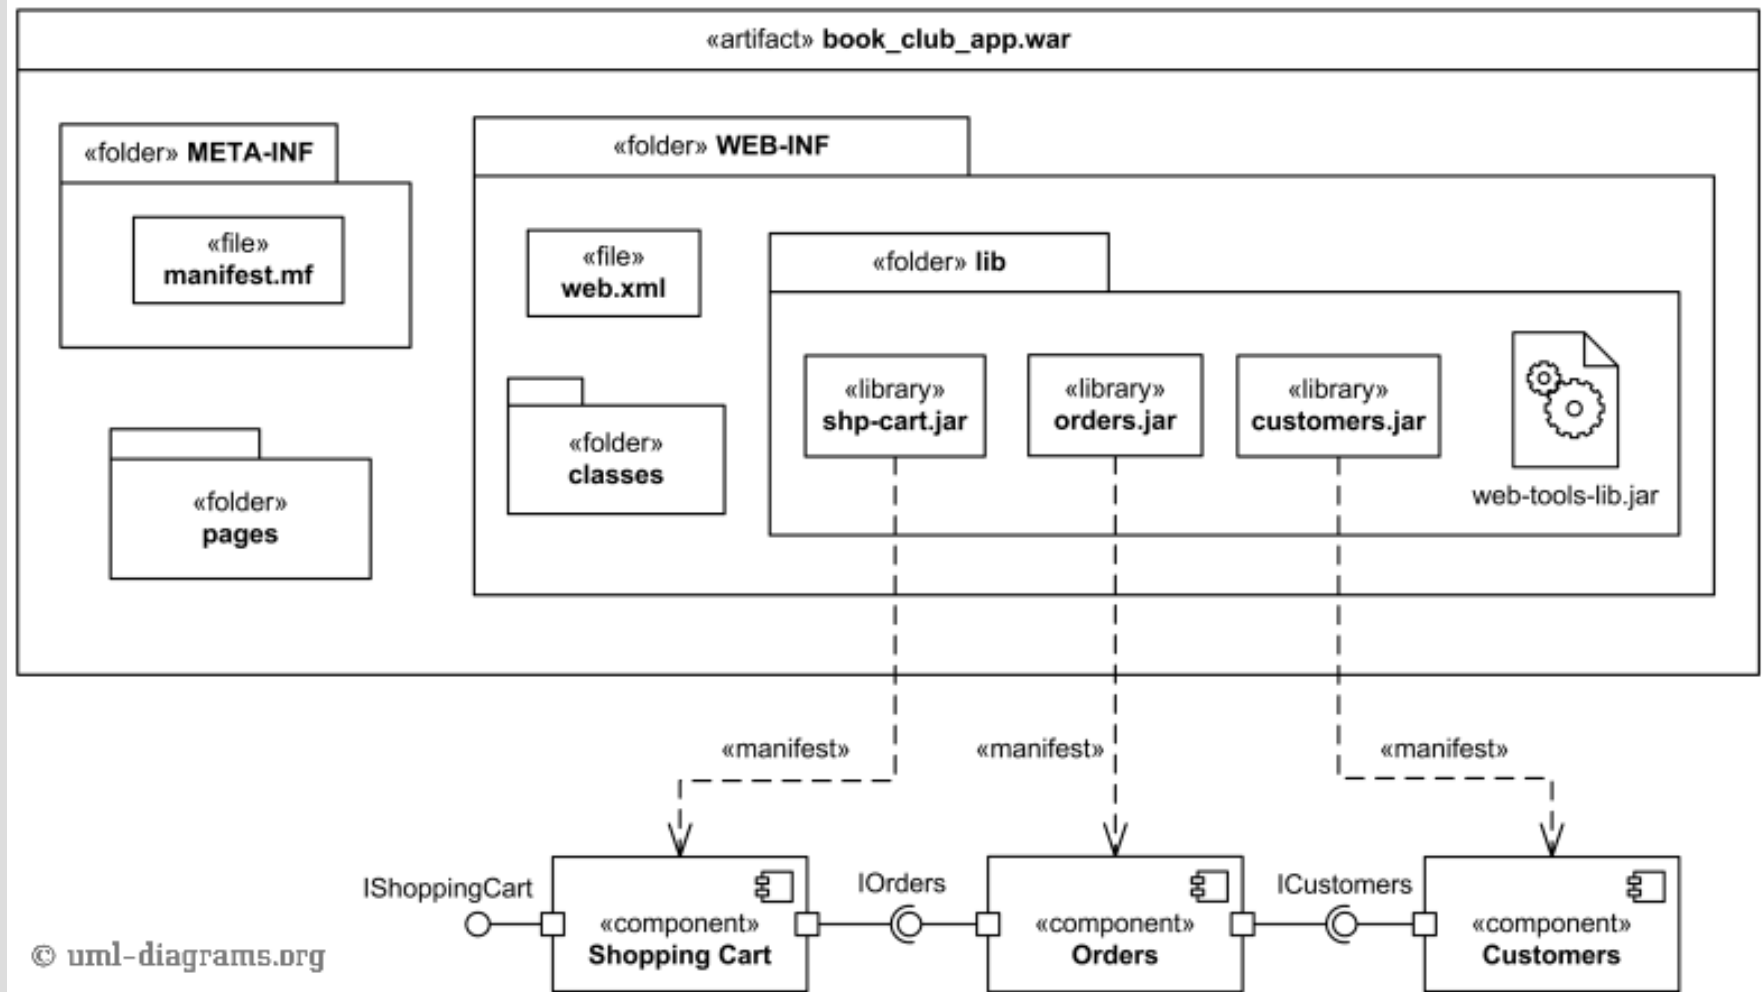 «artifact» book_club_app.war
«folder» META-INF
«file»
manifest.mf
«folder»
pages
«folder» WEB-INF
«file»
web.xml
«folder»
classes
«folder» lib
«library»
shp-cart.jar
«library»
orders.jar
«library»
customers.jar
web-tools-lib.jar
«manifest»
«manifest»
«manifest»
IShoppingCart
«component»
Shopping Cart
IOrders
«component»
Orders
ICustomers
«component»
Customers
© uml-diagrams.org